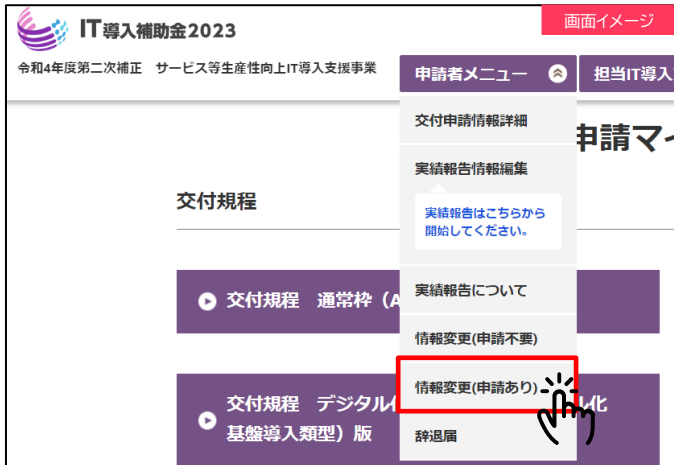 IT導入補助金2023
画面イメージ
令和4年度第二次補正 サービス等生産性向上IT導入支援事業
申請者メニュー
担当IT導入
交付申請情報詳細
申請マイ
実績報告情報編集
交付規程
実績報告はこちらから
開始してください。
実績報告について
交付規程 通常枠（A
情報変更(申請不要)
情報変更(申請あり)
交付規程 デジタル化
ル化
基盤導入類型）版
辞退届